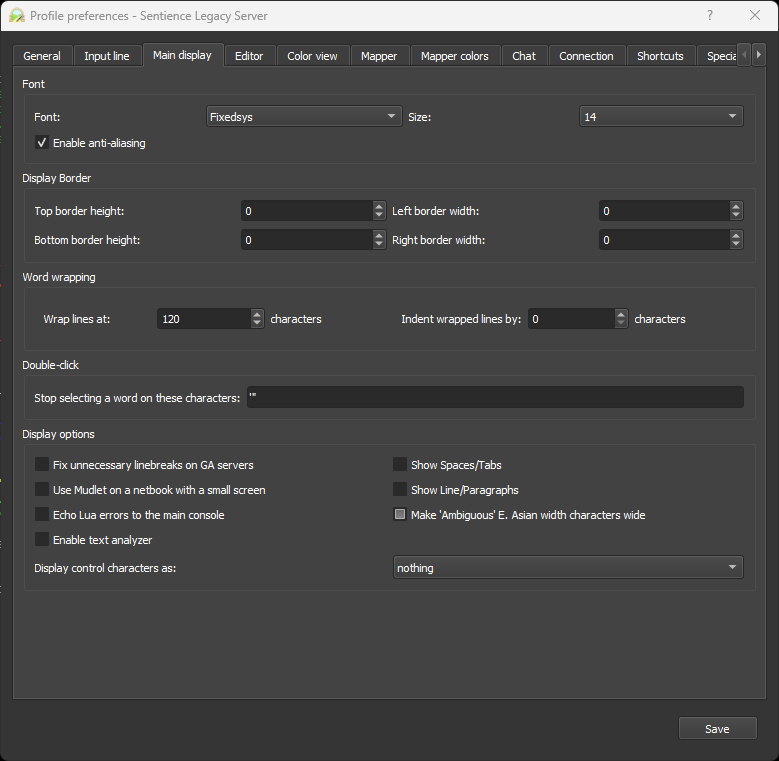 Profile preferences - Sentience Legacy Server
General Input line Main display Editor Color view Mapper Mapper colors Chat Connection Shortcuts Specia
Font
Font: Fixedsys Size: 14
Enable anti-aliasing
Display Border
Top border height: 0 Left border width: 0
Bottom border height: 0 Right border width: 0
Word wrapping
Wrap lines at: 120 characters Indent wrapped lines by: 0 characters
Double-click
Stop selecting a word on these characters: '"
Display options
Fix unnecessary linebreaks on GA servers Show Spaces/Tabs
Use Mudlet on a netbook with a small screen Show Line/Paragraphs
Echo Lua errors to the main console Make 'Ambiguous' E. Asian width characters wide
Enable text analyzer
Display control characters as: nothing
Save